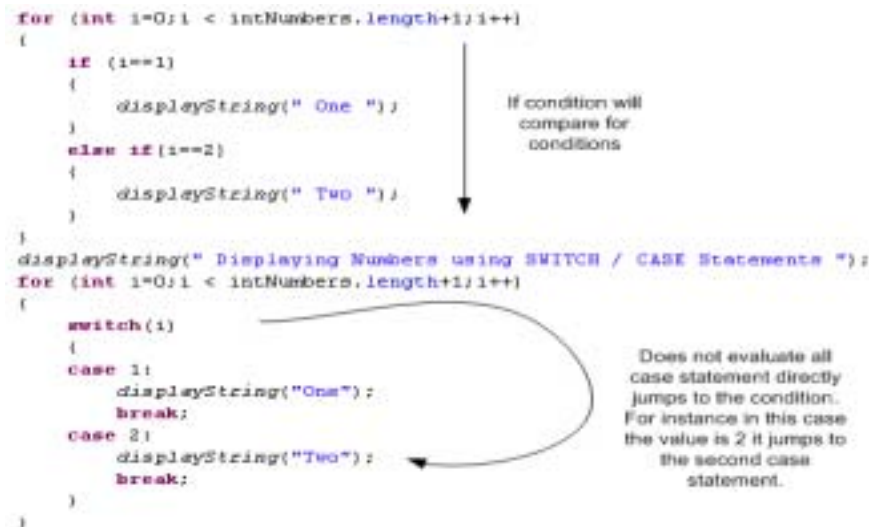 for (int i=0;i < intNumbers.length+1;i++)
{
if (i==1)
{
displayString(" One ");
}
else if(i==2)
{
displayString(" Two ");
}
}
If condition will
compare for
conditions
displayString(" Displaying Numbers using SWITCH / CASE Statements ");
for (int i=0;i < intNumbers.length+1;i++)
{
switch(i)
{
case 1:
displayString("One");
break;
case 2:
displayString("Two");
break;
}
}
Does not evaluate all
case statement directly
jumps to the condition.
For instance in this case
the value is 2 it jumps to
the second case
statement.